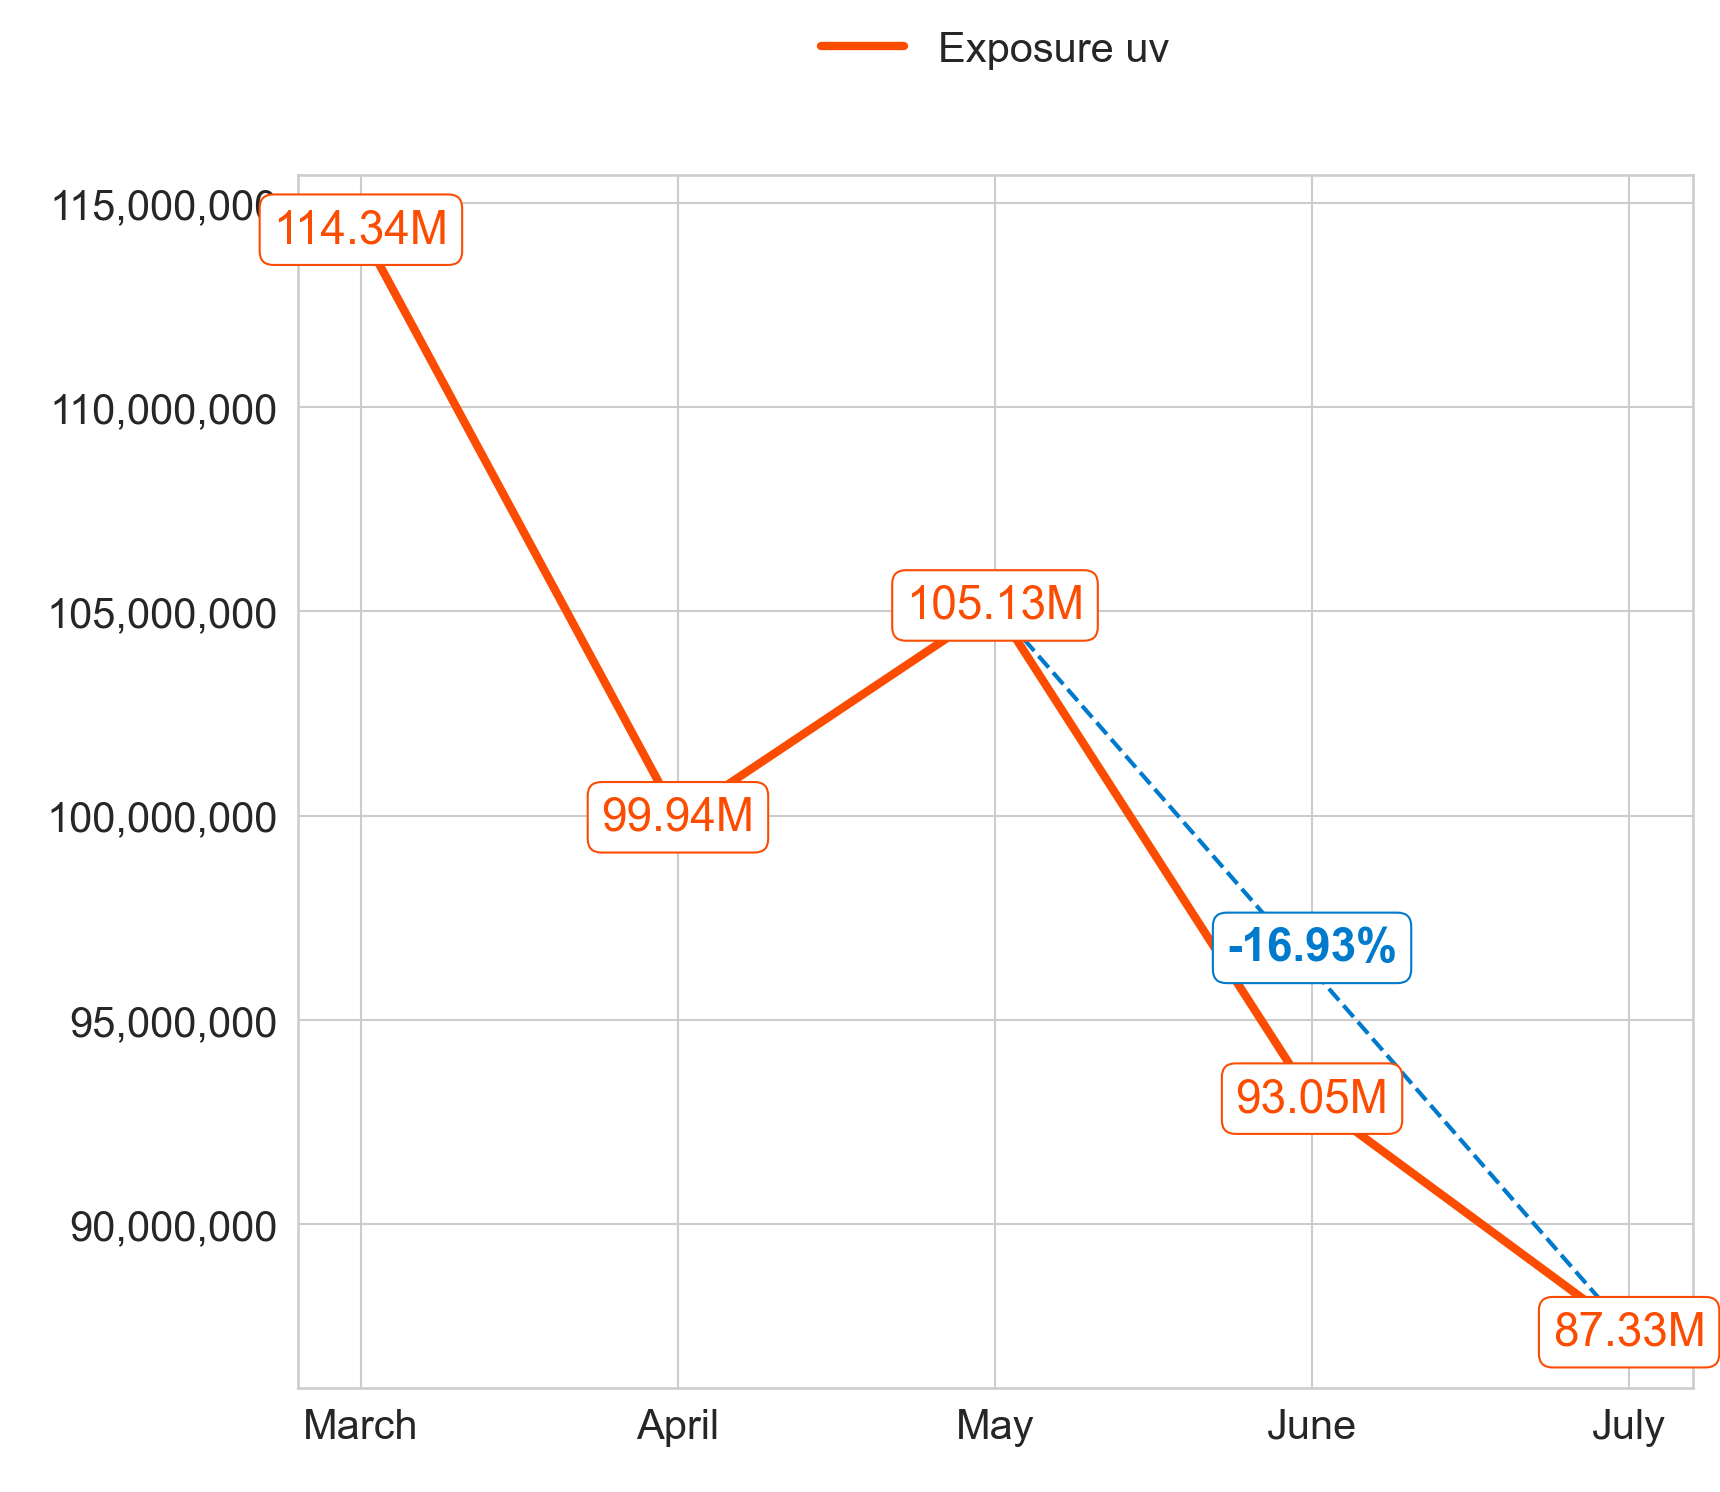 Exposure uv
115,000,000
114.34M
110,000,000
105,000,000
105.13M
100,000,000
99.94M
-16.93%
95,000,000
93.05M
90,000,000
87.33M
March April May June July